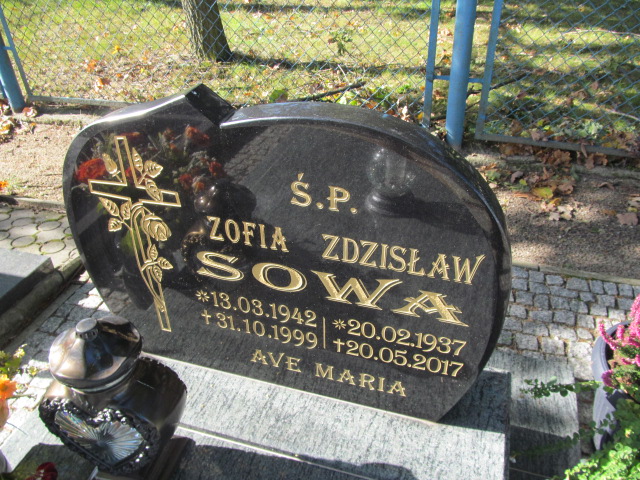 Ś.P.
ZOFIA ZDZISŁAW
SOWA
*13.03.1942 *20.02.1937
+31.10.1999 +20.05.2017
AVE MARIA